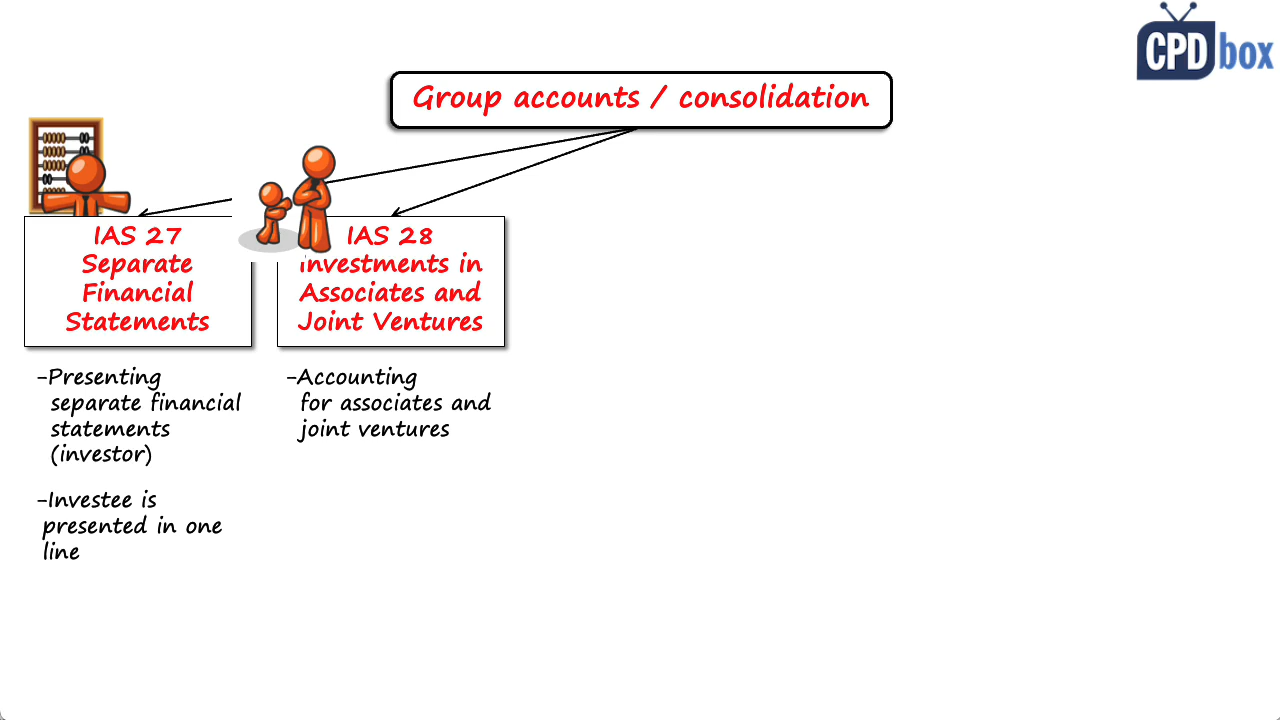 CPD box
Group accounts / consolidation
IAS 27
Separate
Financial
Statements
IAS 28
Investments in
Associates and
Joint Ventures
-Presenting
separate financial
statements
(investor)
-Investee is
presented in one
line
-Accounting
for associates and
joint ventures